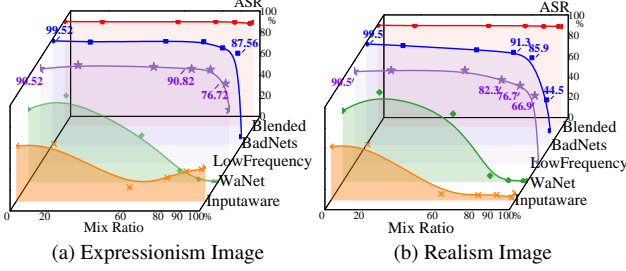 ASR
100
%
80
60
40
20
0
99.52
87.56
90.52
90.82
76.72
Blended
BadNets
LowFrequency
WaNet
Inputaware
0
20
60
80
90
100%
Mix Ratio
(a) Expressionism Image
ASR
100
%
80
60
40
20
0
99.5
91.3
85.9
90.5
82.3
76.7
66.9
44.5
Blended
BadNets
LowFrequency
WaNet
Inputaware
0
20
60
80
90
100%
Mix Ratio
(b) Realism Image